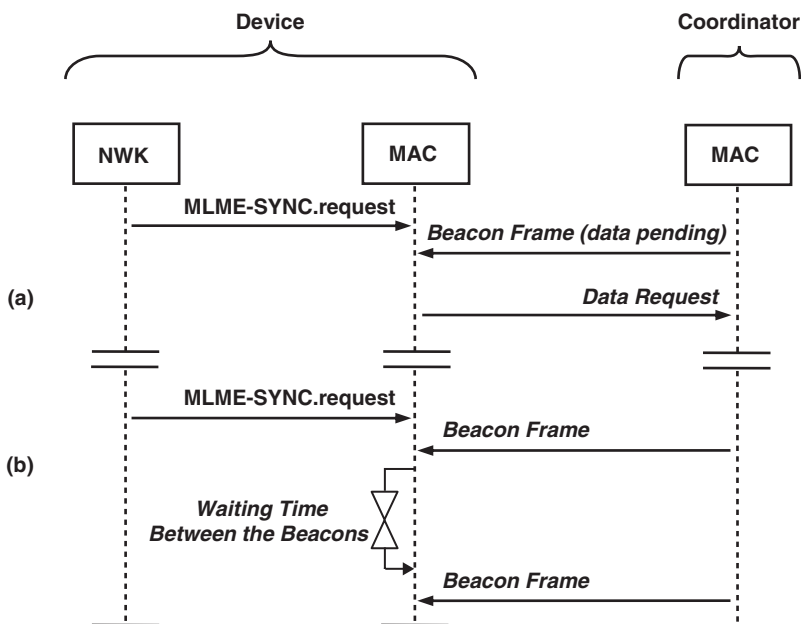 Device
Coordinator
NWK
MAC
MAC
MLME-SYNC.request
Beacon Frame (data pending)
(a)
Data Request
MLME-SYNC.request
Beacon Frame
(b)
Waiting Time
Between the Beacons
Beacon Frame